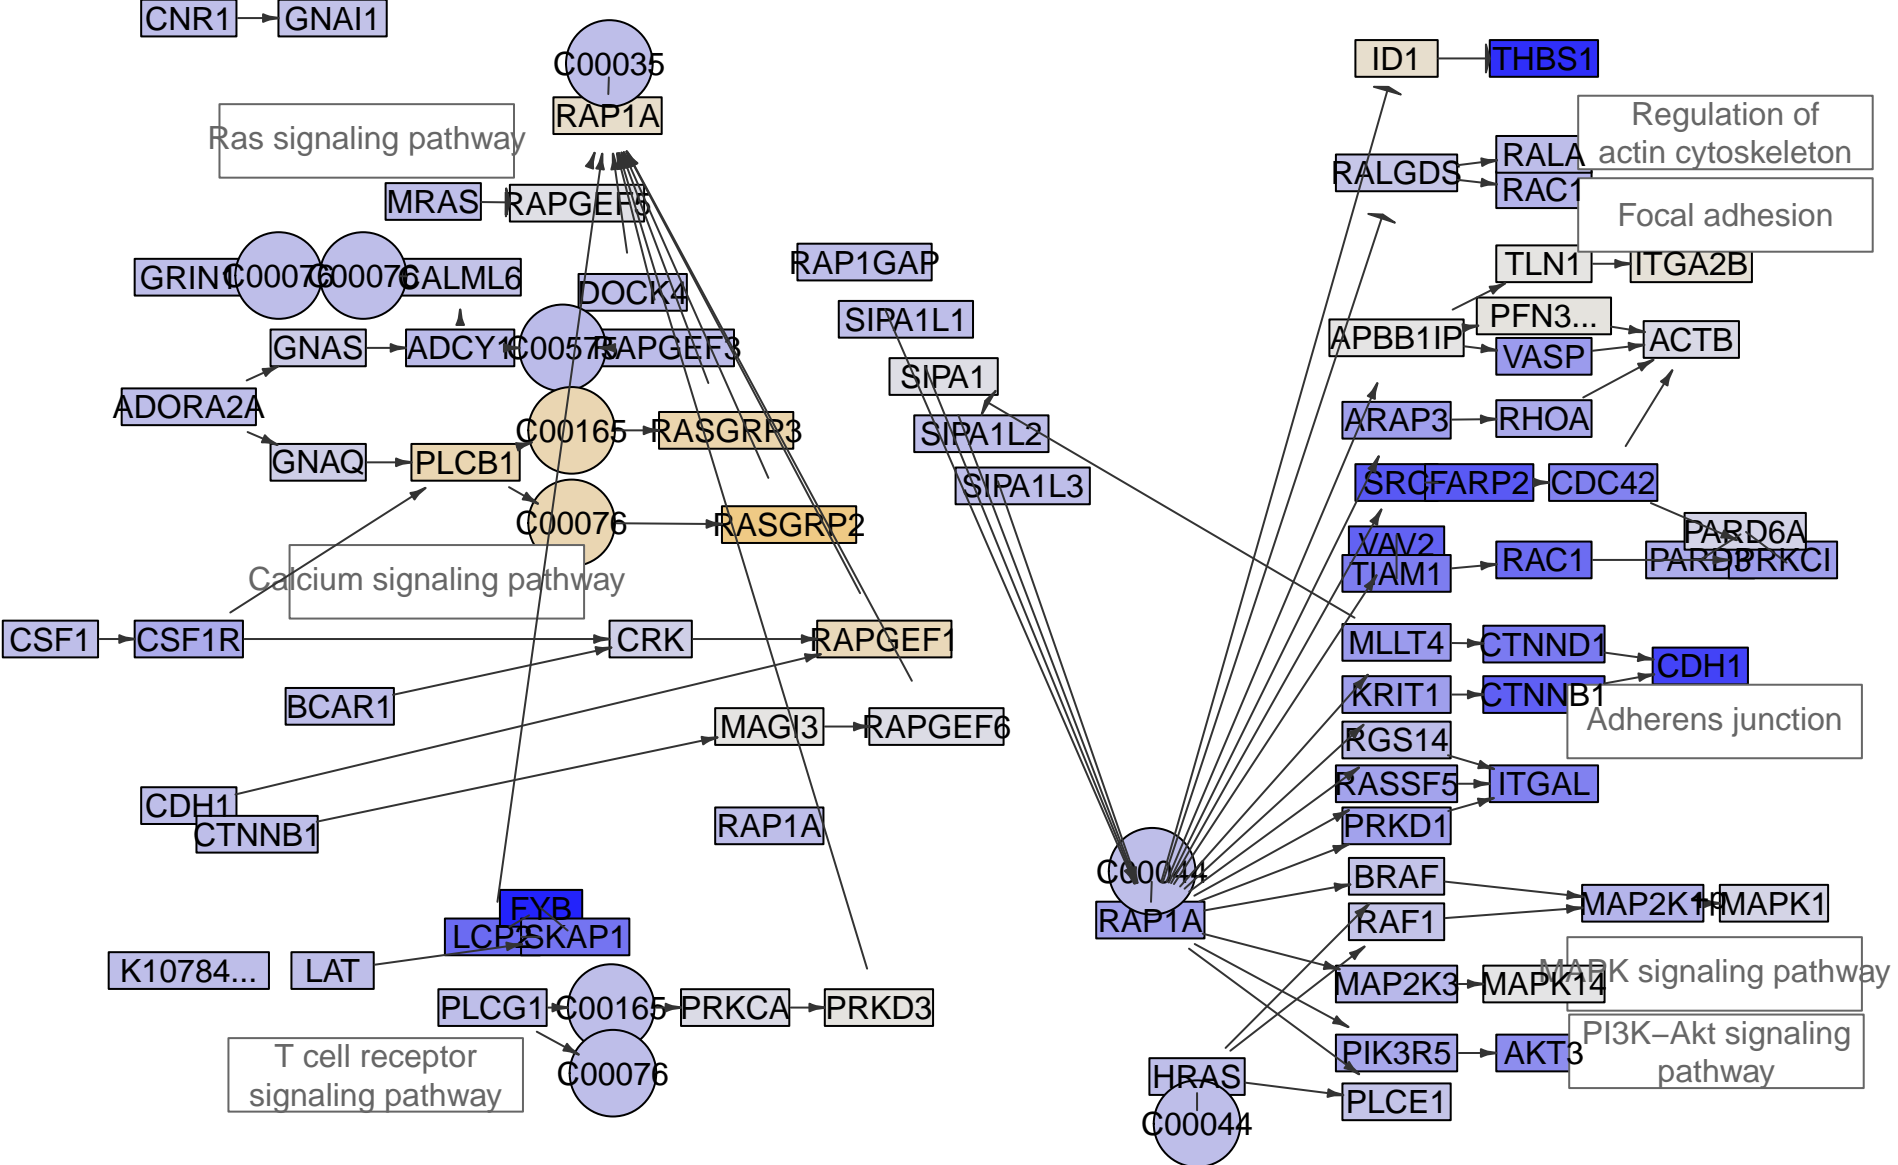 CNR1
GNAI1
C00035
RAP1A
Ras signaling pathway
MRAS
RAPGEF5
GRIN1
C00076
C00076
CALML6
DOCK4
GNAS
ADCY1
C00575
RAPGEF3
ADORA2A
C00165
RASGRP3
GNAQ
PLCB1
C00076
RASGRP2
Calcium signaling pathway
CSF1
CSF1R
CRK
RAPGEF1
BCAR1
MAGI3
RAPGEF6
CDH1
CTNNB1
RAP1A
FYB
LCP2
SKAP1
K10784...
LAT
PLCG1
C00165
PRKCA
PRKD3
C00076
T cell receptor
signaling pathway
RAP1GAP
SIPA1L1
SIPA1
SIPA1L2
SIPA1L3
C00044
RAP1A
HRAS
C00044
ID1
THBS1
Regulation of
actin cytoskeleton
RALGDS
RALA
RAC1
Focal adhesion
TLN1
ITGA2B
PFN3...
APBB1IP
VASP
ACTB
ARAP3
RHOA
SRC
FARP2
CDC42
VAV2
TIAM1
RAC1
PARD6A
PARD3
PRKCI
MLLT4
CTNND1
CDH1
KRIT1
CTNNB1
Adherens junction
RGS14
RASSF5
ITGAL
PRKD1
BRAF
RAF1
MAP2K1
+p
MAPK1
MAP2K3
MAPK14
MAPK signaling pathway
PIK3R5
AKT3
PI3K−Akt signaling
pathway
PLCE1